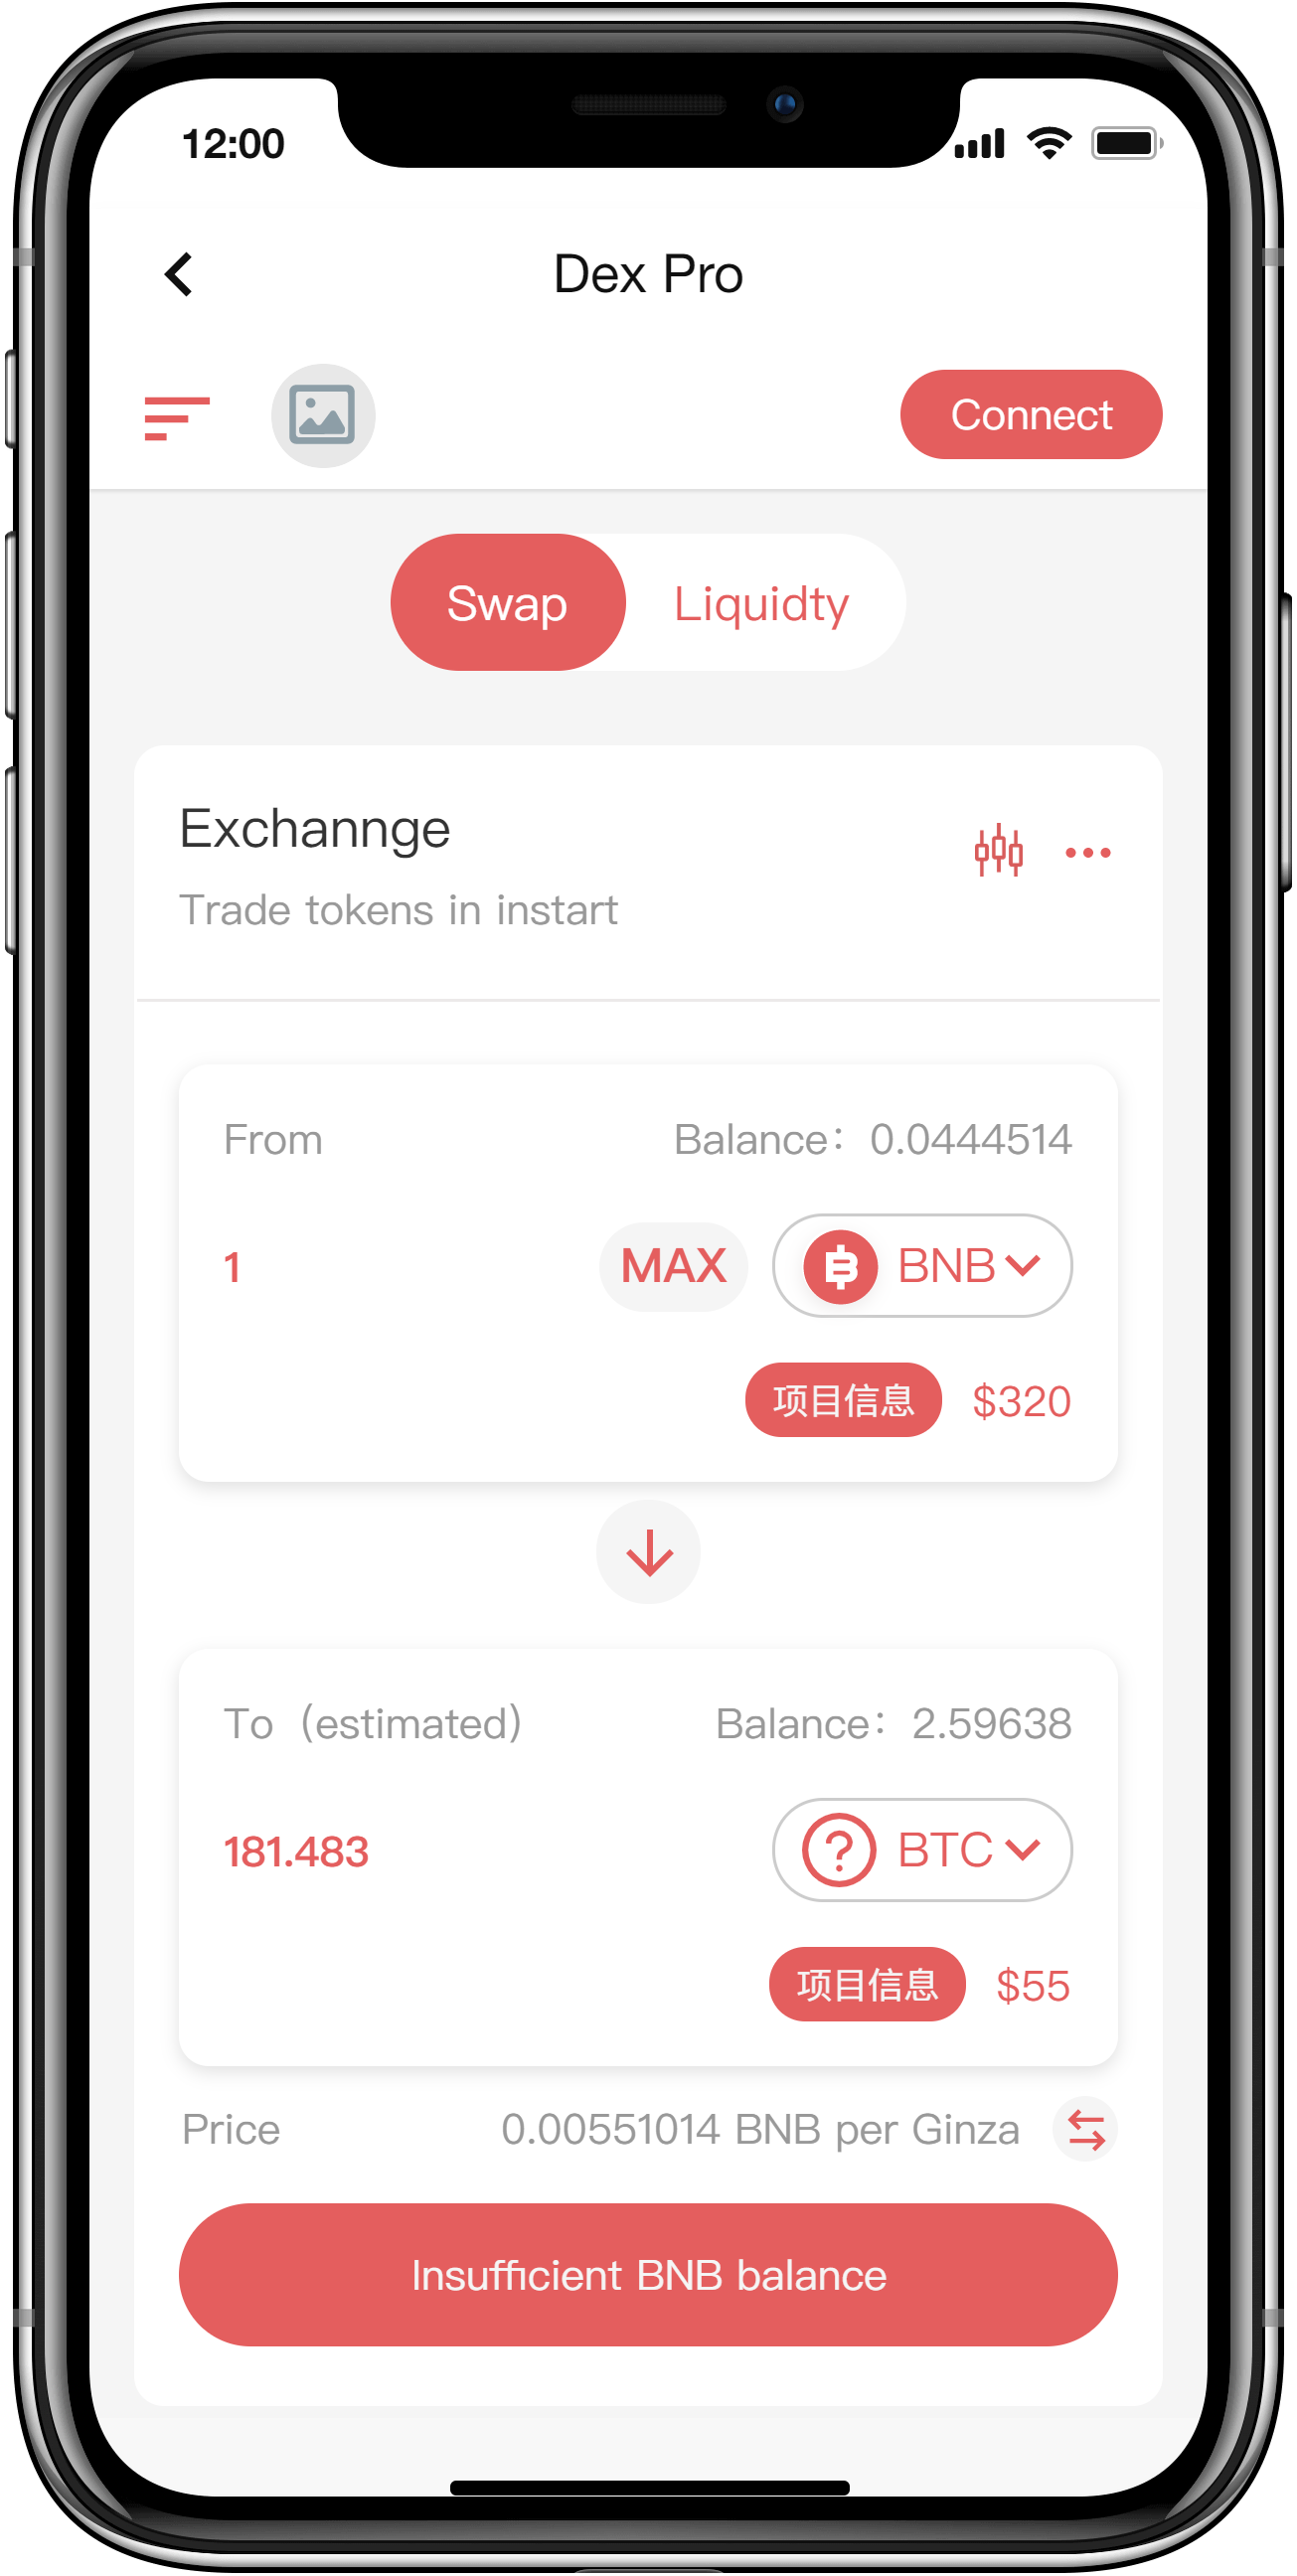 12:00
Dex Pro
Connect
Swap Liquidty
Exchannge
Trade tokens in instart
From Balance：0.0444514
1 MAX BNB
项目信息 $320
To（estimated） Balance：2.59638
181.483 BTC
项目信息 $55
Price 0.00551014 BNB per Ginza
Insufficient BNB balance